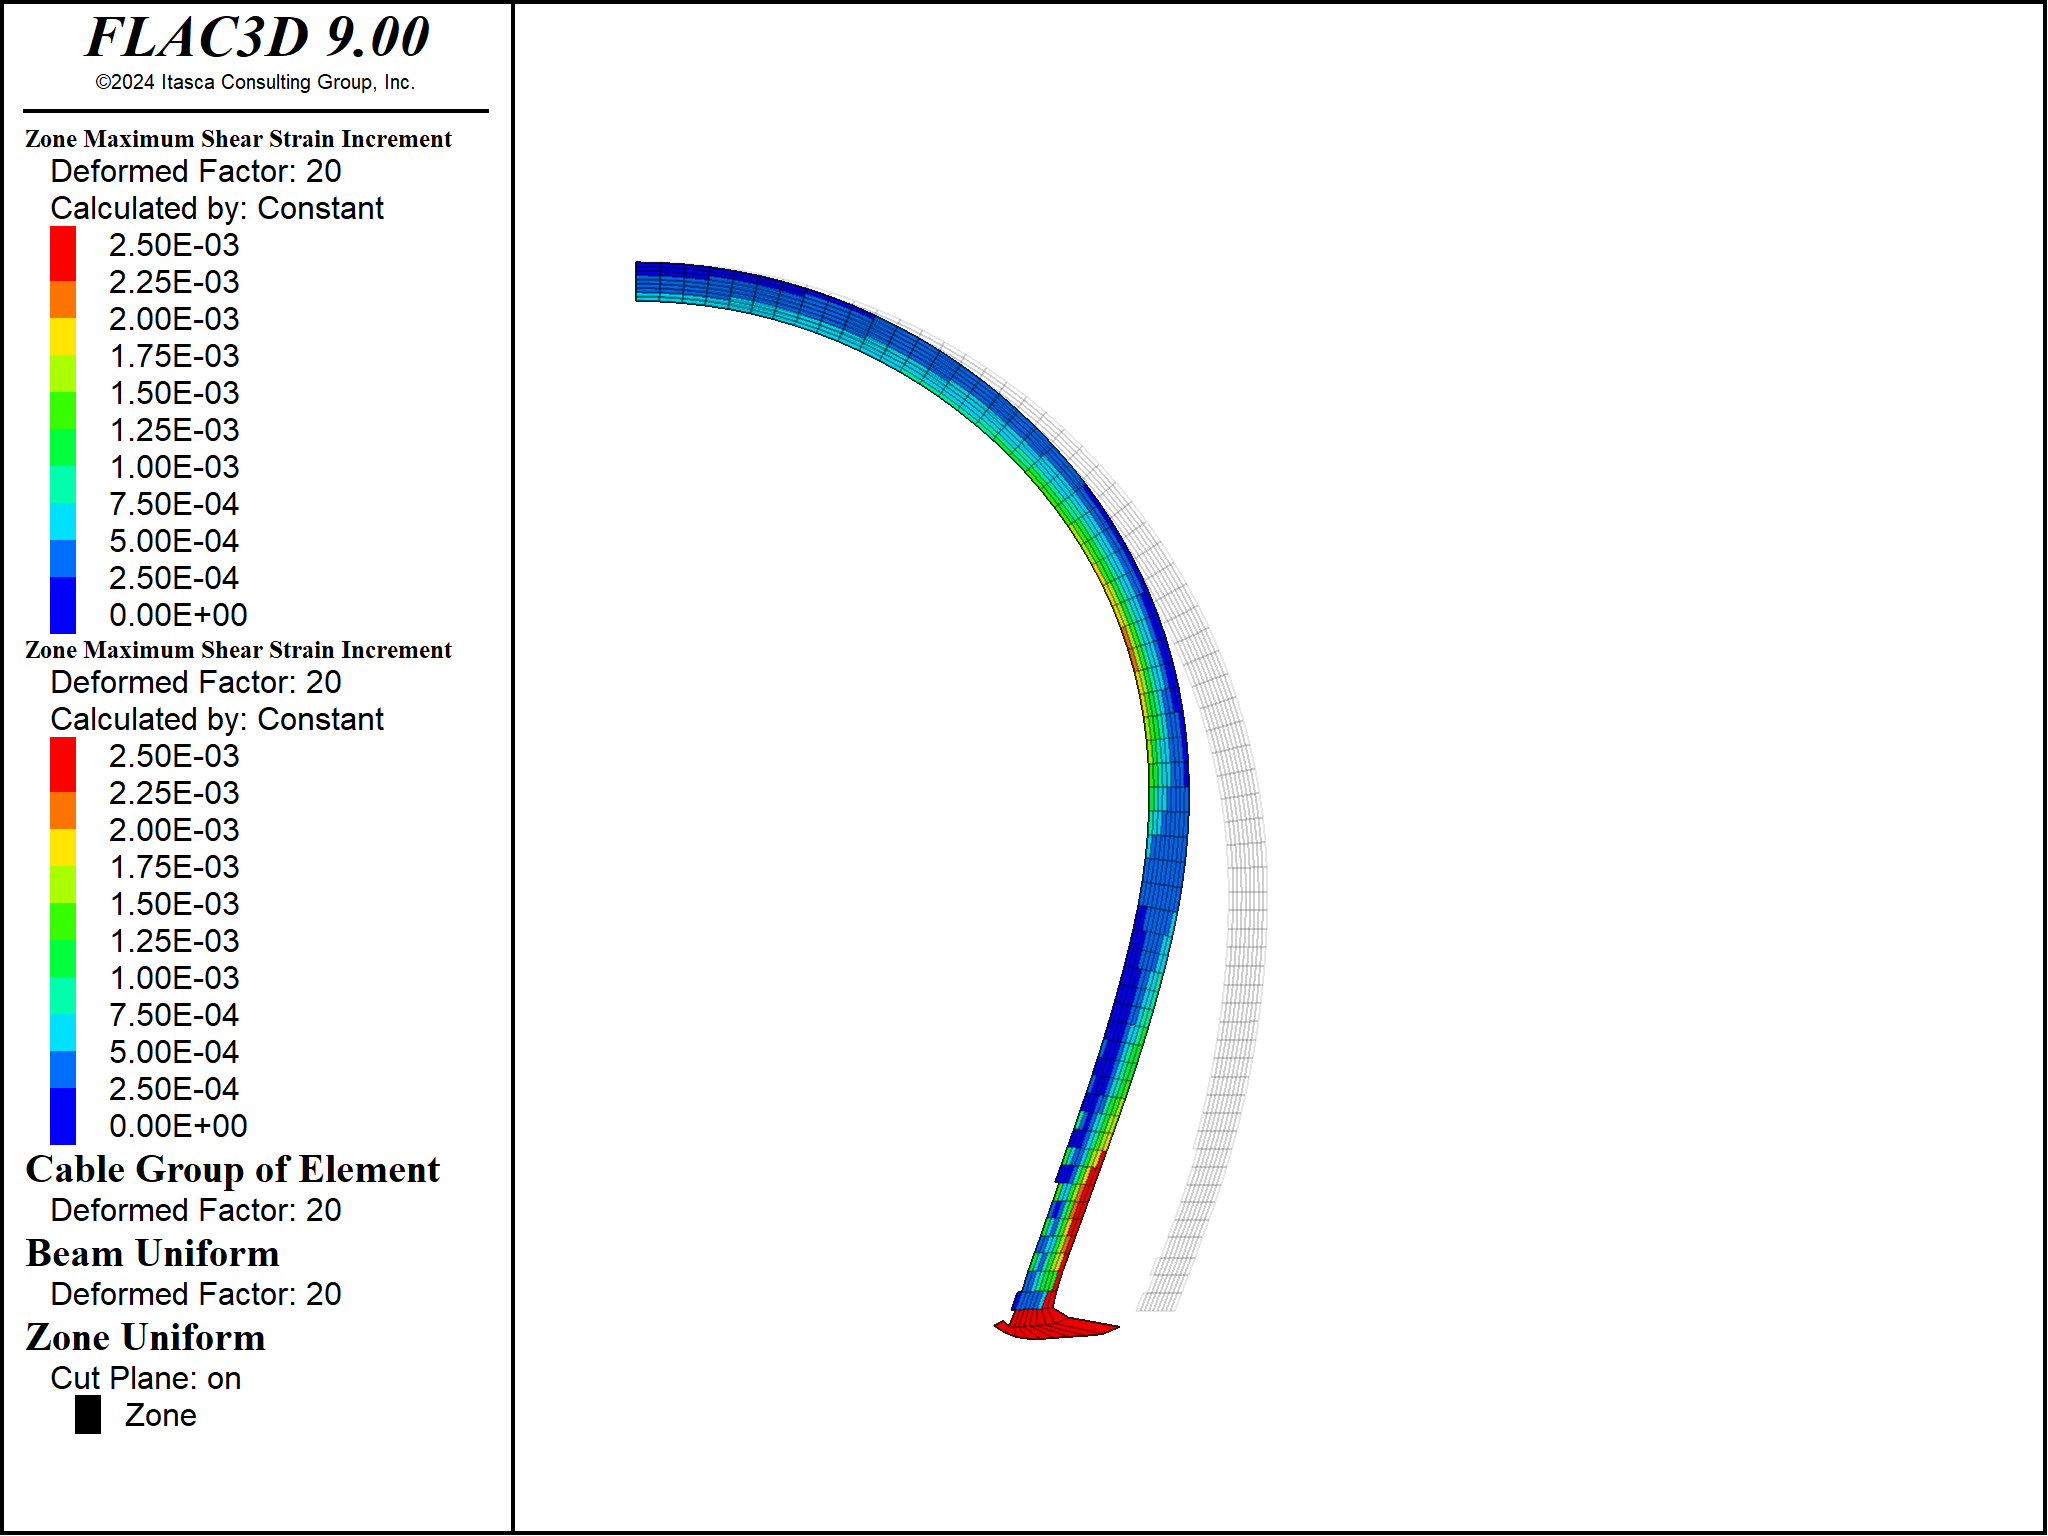 FLAC3D 9.00
©2024 Itasca Consulting Group, Inc.
Zone Maximum Shear Strain Increment
Deformed Factor: 20
Calculated by: Constant
2.50E-03
2.25E-03
2.00E-03
1.75E-03
1.50E-03
1.25E-03
1.00E-03
7.50E-04
5.00E-04
2.50E-04
0.00E+00
Zone Maximum Shear Strain Increment
Deformed Factor: 20
Calculated by: Constant
2.50E-03
2.25E-03
2.00E-03
1.75E-03
1.50E-03
1.25E-03
1.00E-03
7.50E-04
5.00E-04
2.50E-04
0.00E+00
Cable Group of Element
Deformed Factor: 20
Beam Uniform
Deformed Factor: 20
Zone Uniform
Cut Plane: on
Zone